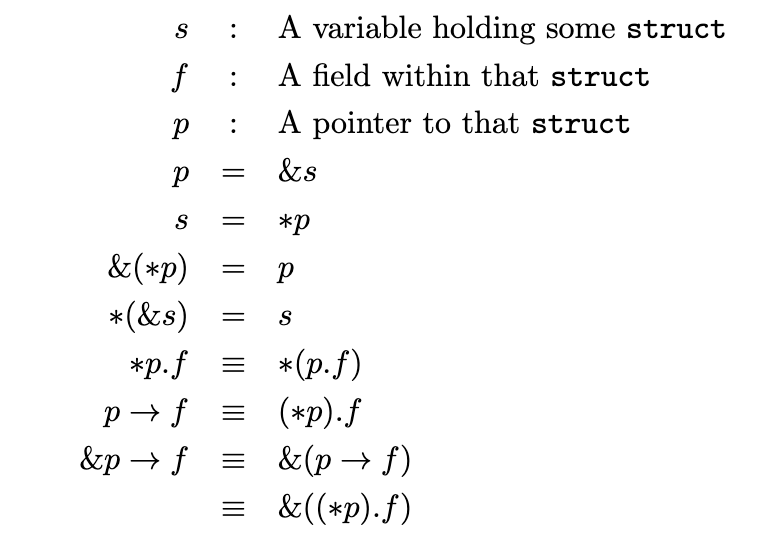 s : A variable holding some struct
f : A field within that struct
p : A pointer to that struct
p = &s
s = *p
&(*p) = p
*(&s) = s
*p.f ≡ *(p.f)
p → f ≡ (*p).f
&p → f ≡ &(p → f)
≡ &((*p).f)